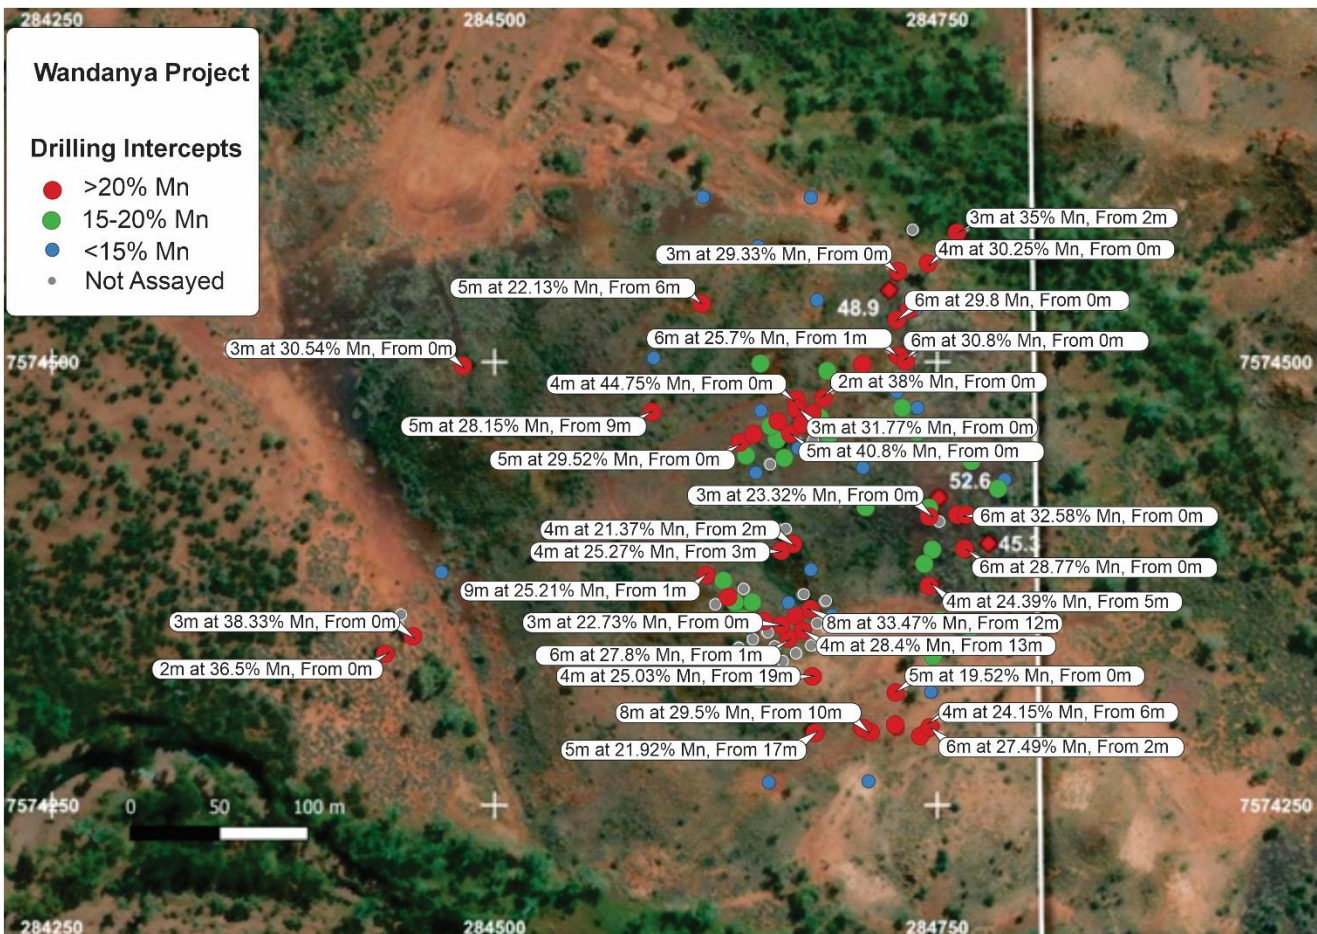 284250
284500
284750
Wandanya Project
Drilling Intercepts
>20% Mn
15-20% Mn
<15% Mn
Not Assayed
3m at 35% Mn, From 2m
4m at 30.25% Mn, From 0m
3m at 29.33% Mn, From 0m
5m at 22.13% Mn, From 6m
48.9
6m at 29.8 Mn, From 0m
6m at 25.7% Mn, From 1m
6m at 30.8% Mn, From 0m
3m at 30.54% Mn, From 0m
7574500
7574500
4m at 44.75% Mn, From 0m
2m at 38% Mn, From 0m
5m at 28.15% Mn, From 9m
3m at 31.77% Mn, From 0m
5m at 29.52% Mn, From 0m
5m at 40.8% Mn, From 0m
52.6
3m at 23.32% Mn, From 0m
6m at 32.58% Mn, From 0m
4m at 21.37% Mn, From 2m
4m at 25.27% Mn, From 3m
45.3
6m at 28.77% Mn, From 0m
9m at 25.21% Mn, From 1m
4m at 24.39% Mn, From 5m
3m at 38.33% Mn, From 0m
3m at 22.73% Mn, From 0m
8m at 33.47% Mn, From 12m
2m at 36.5% Mn, From 0m
6m at 27.8% Mn, From 1m
4m at 28.4% Mn, From 13m
4m at 25.03% Mn, From 19m
5m at 19.52% Mn, From 0m
8m at 29.5% Mn, From 10m
4m at 24.15% Mn, From 6m
5m at 21.92% Mn, From 17m
6m at 27.49% Mn, From 2m
7574250
0 50 100 m
7574250
284250
284500
284750